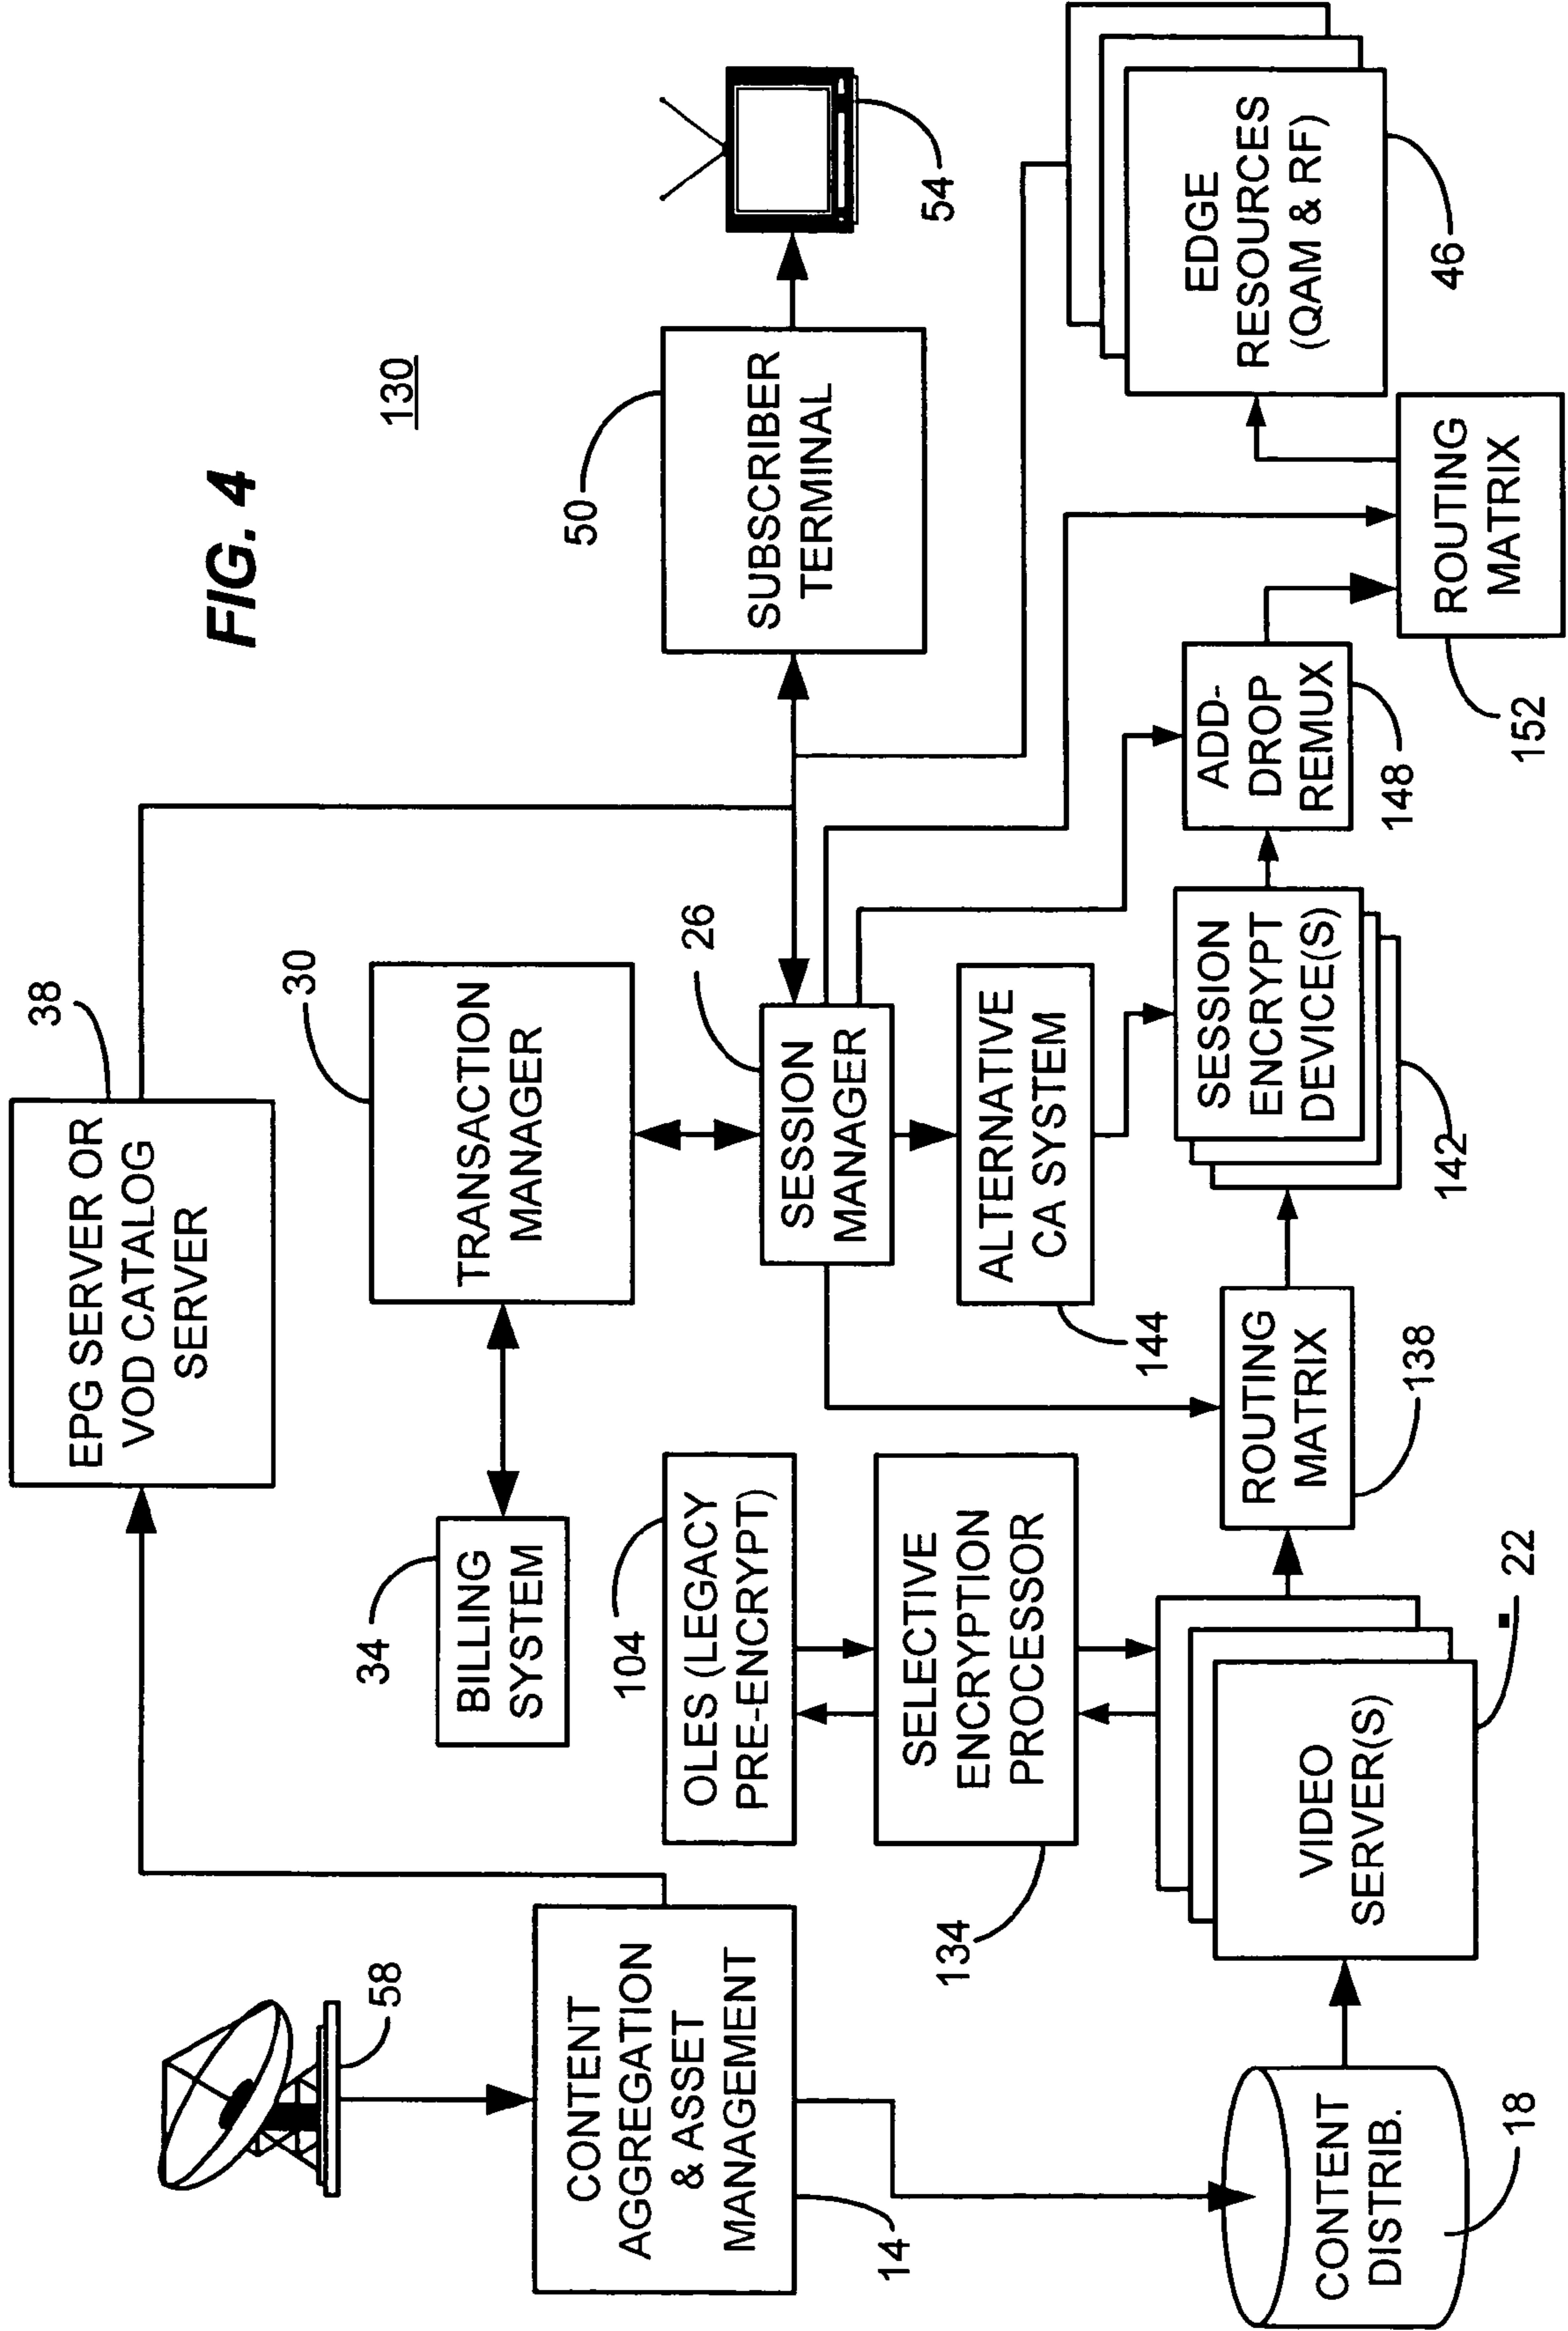 FIG. 4
130
38
EPG SERVER OR
VOD CATALOG
SERVER
58
CONTENT
AGGREGATION
& ASSET
MANAGEMENT
14
34
BILLING
SYSTEM
30
TRANSACTION
MANAGER
50
SUBSCRIBER
TERMINAL
54
104
OLES (LEGACY
PRE-ENCRYPT)
26
SESSION
MANAGER
134
SELECTIVE
ENCRYPTION
PROCESSOR
144
ALTERNATIVE
CA SYSTEM
CONTENT
DISTRIB.
18
VIDEO
SERVER(S)
22
ROUTING
MATRIX
138
SESSION
ENCRYPT
DEVICE(S)
142
ADD-
DROP
REMUX
148
ROUTING
MATRIX
152
EDGE
RESOURCES
(QAM & RF)
46